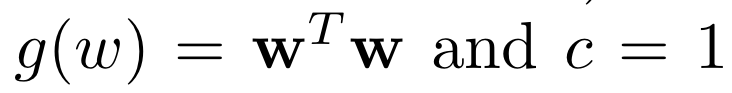 g(w) = 𝐰ᵀ𝐰 and c = 1